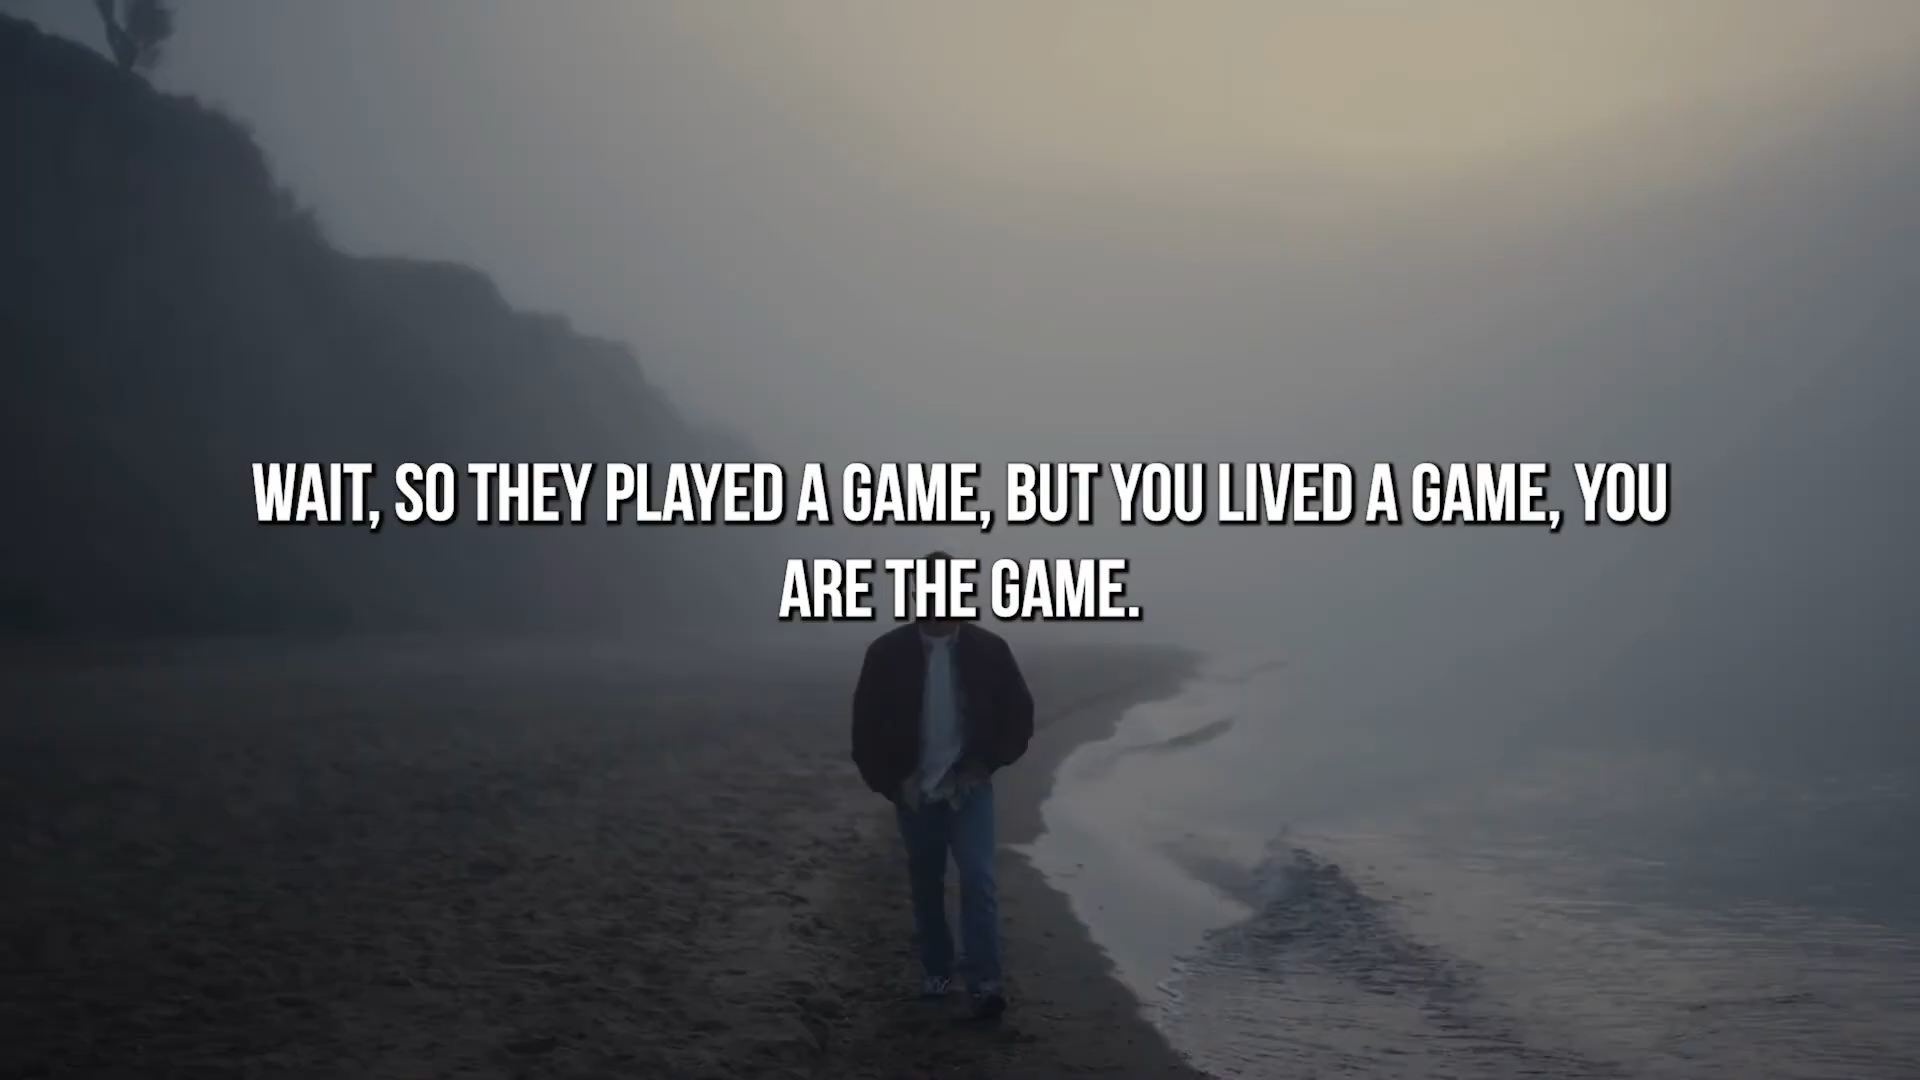 WAIT, SO THEY PLAYED A GAME, BUT YOU LIVED A GAME, YOU
ARE THE GAME.